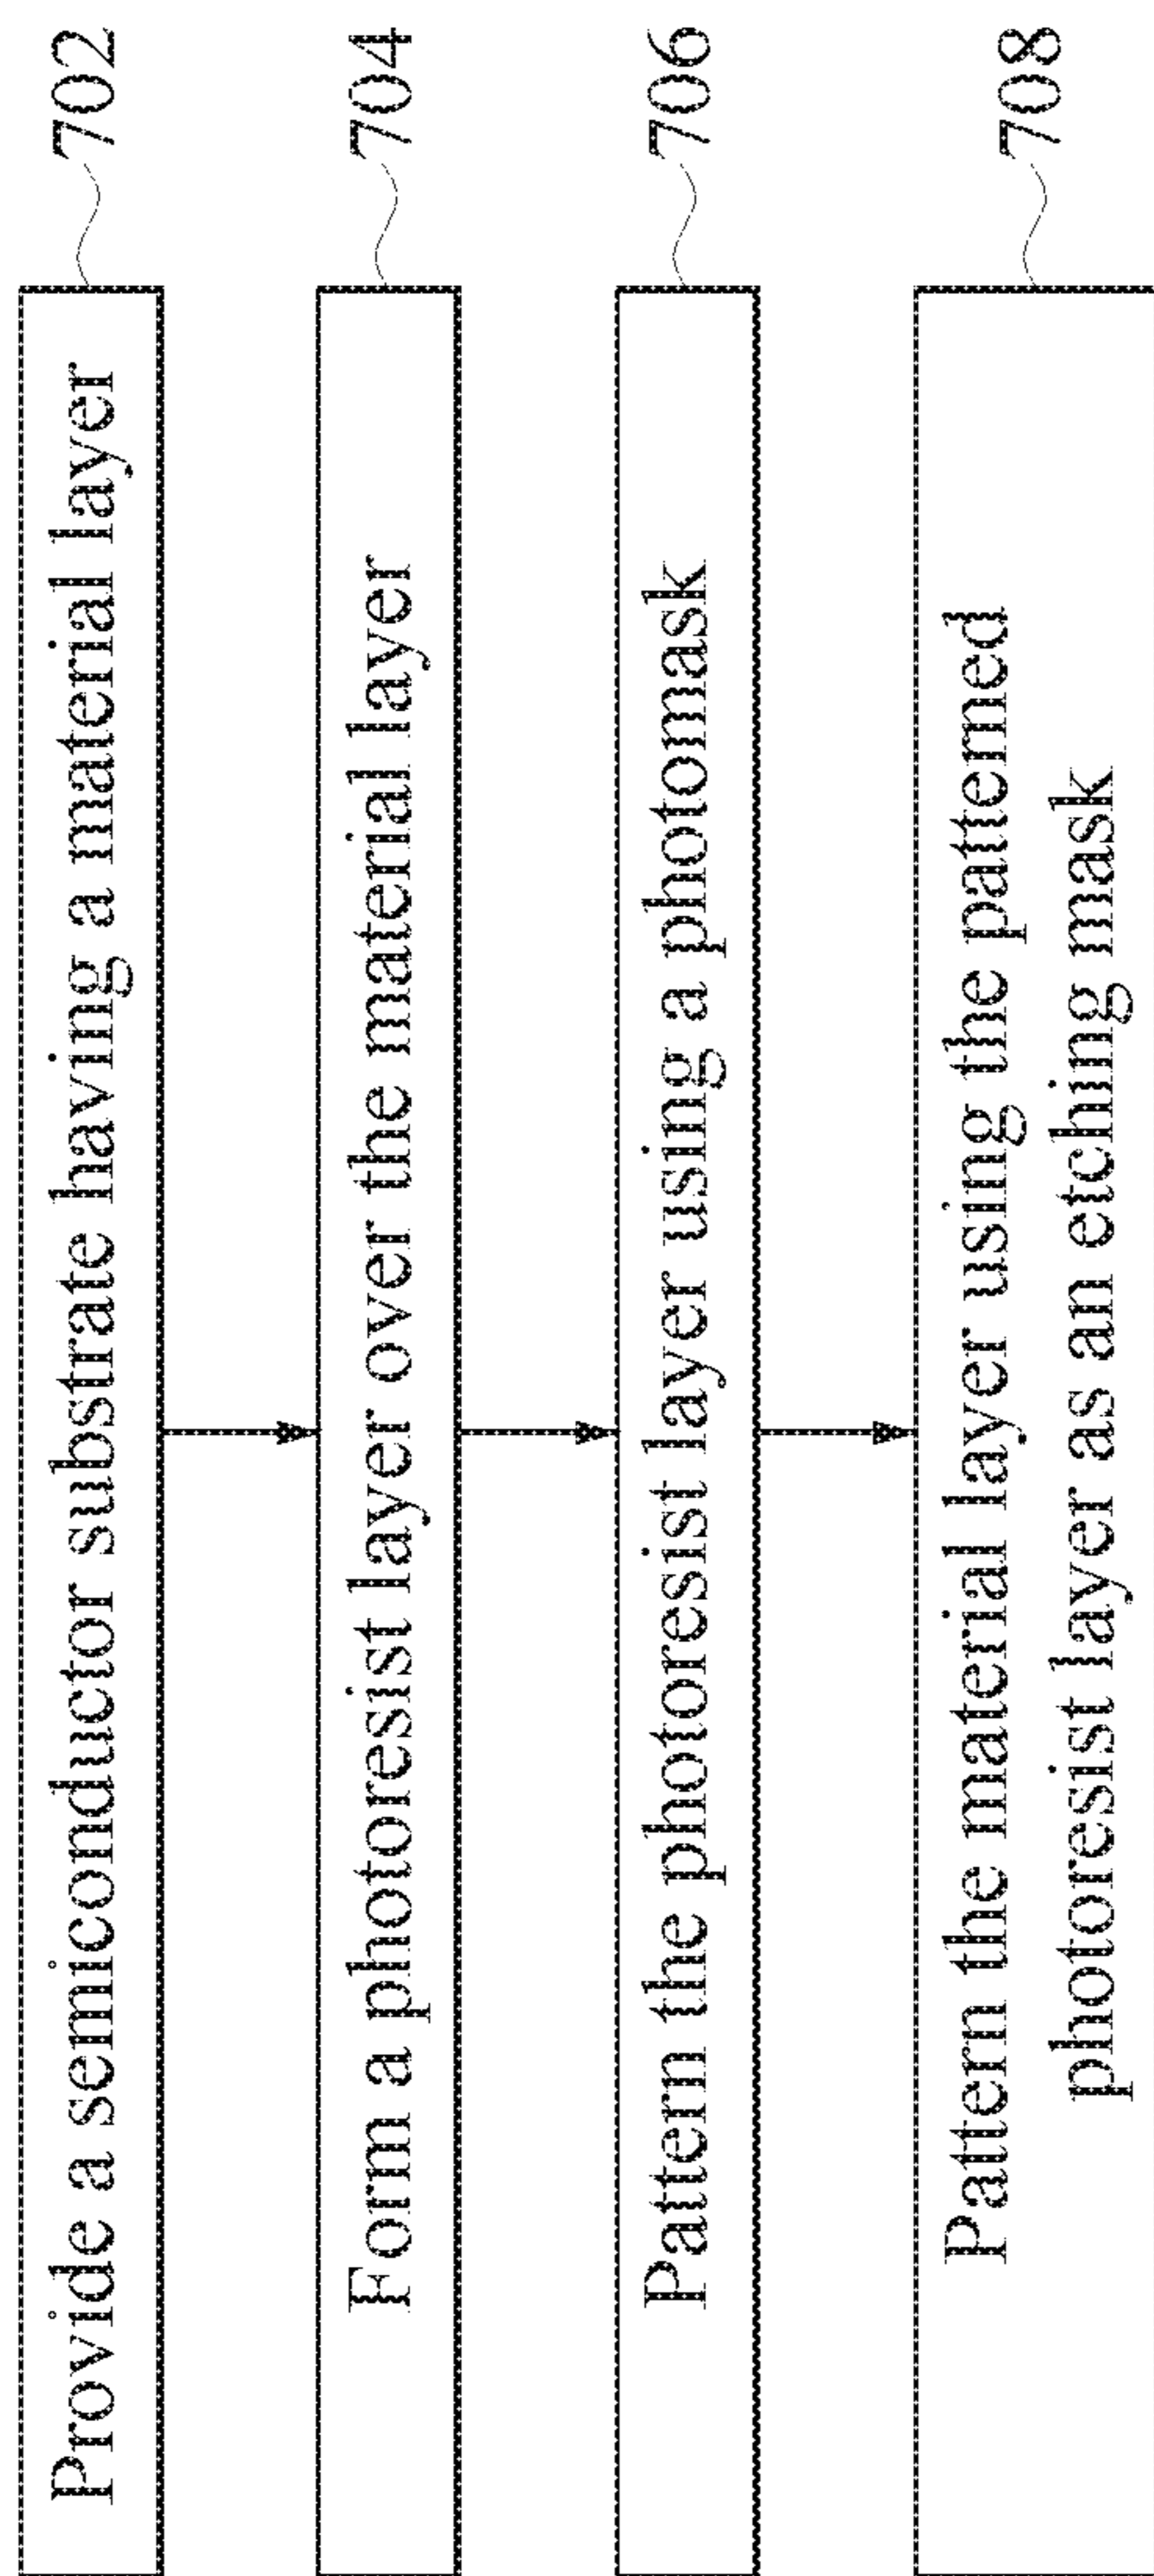 Provide a semiconductor substrate having a material layer
702
Form a photoresist layer over the material layer
704
Pattern the photoresist layer using a photomask
706
Pattern the material layer using the patterned
photoresist layer as an etching mask
708